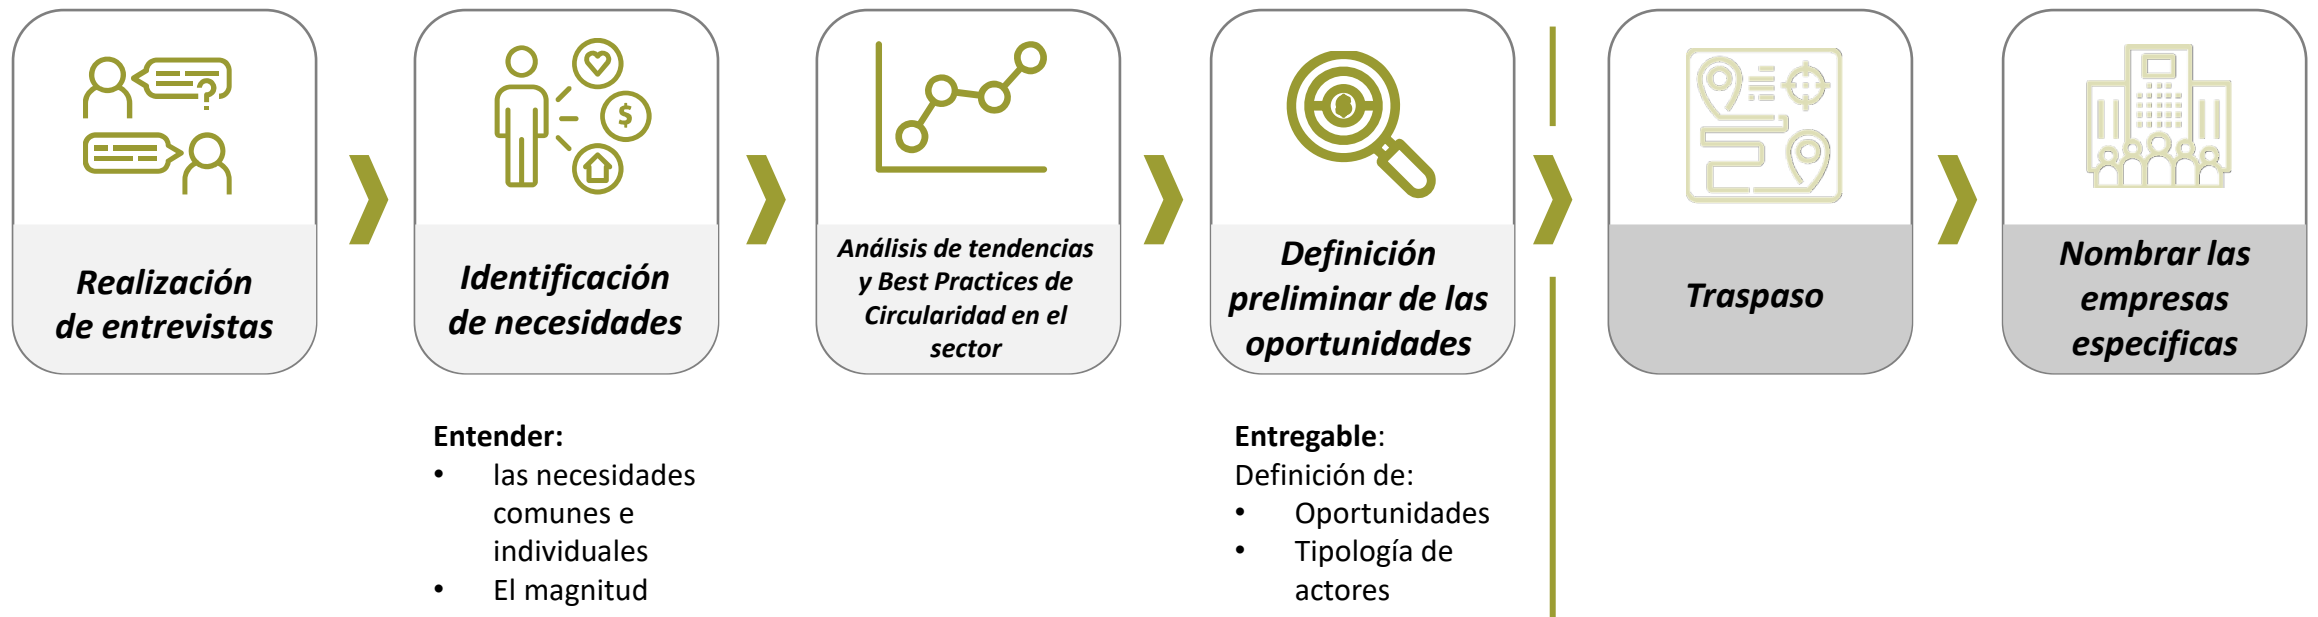 Realización
de entrevistas
Identificación
de necesidades
Análisis de tendencias
y Best Practices de
Circularidad en el
sector
Definición
preliminar de las
oportunidades
Traspaso
Nombrar las
empresas
especificas
Entender:
• las necesidades
comunes e
individuales
• El magnitud
Entregable:
Definición de:
• Oportunidades
• Tipología de
actores